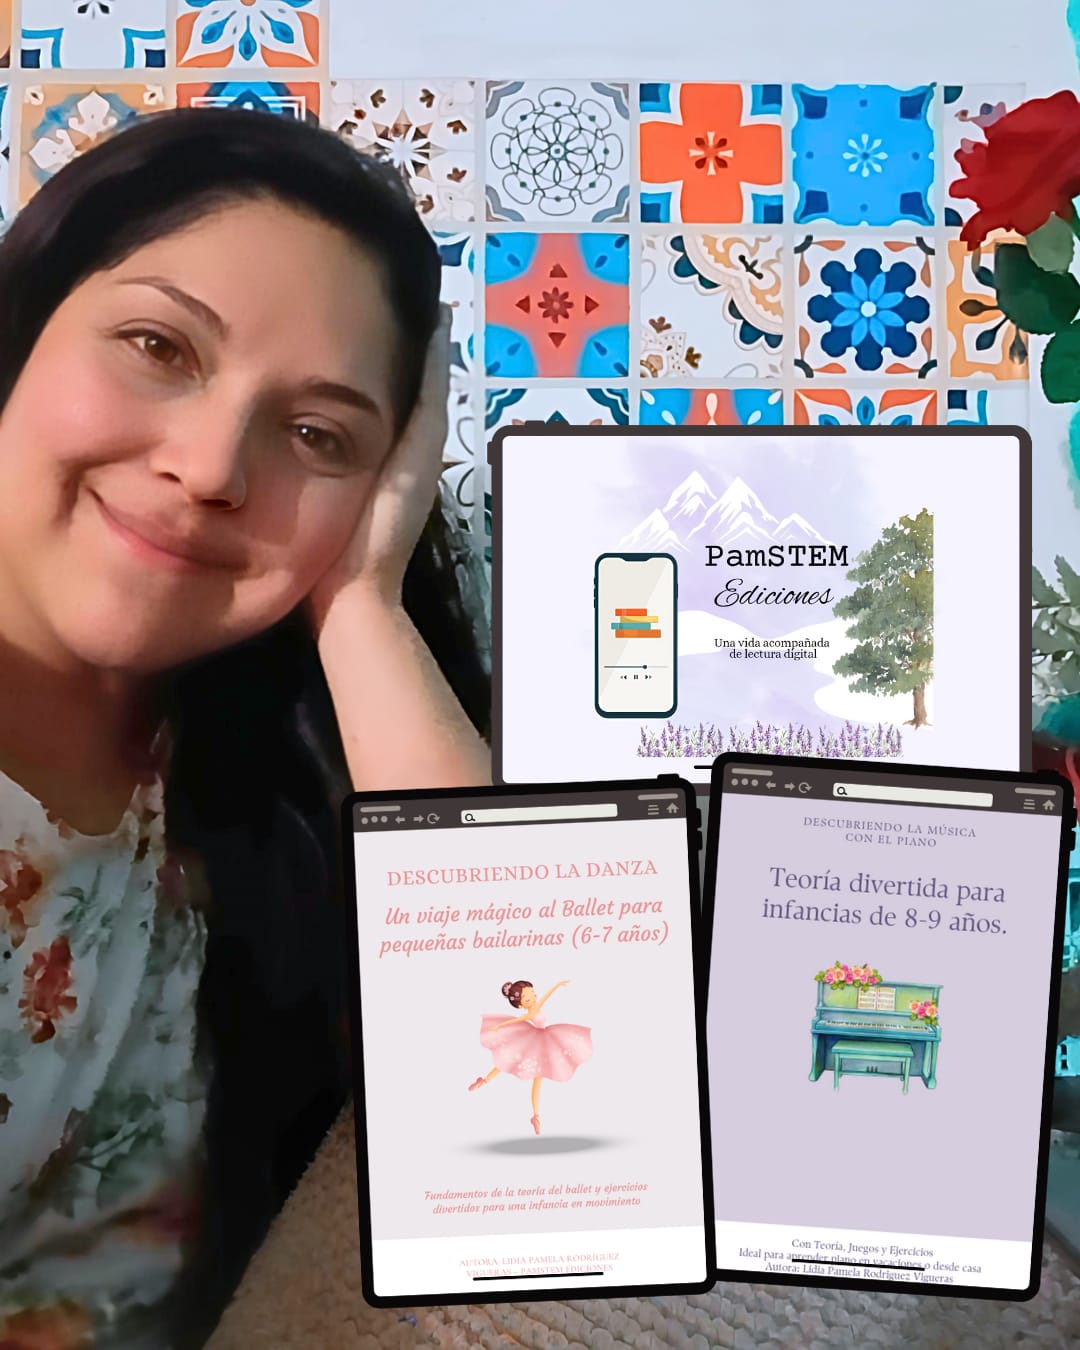 PamSTEM
Ediciones
Una vida acompañada
de lectura digital
DESCUBRIENDO LA DANZA
Un viaje mágico al Ballet para
pequeñas bailarinas (6-7 años)
Fundamentos de la teoría del ballet y ejercicios
divertidos para una infancia en movimiento
AUTORA: LIDIA PAMELA RODRÍGUEZ
VIGUERAS – PAMSTEM EDICIONES
DESCUBRIENDO LA MÚSICA
CON EL PIANO
Teoría divertida para
infancias de 8-9 años.
Con Teoría, Juegos y Ejercicios
Ideal para aprender piano en vacaciones o desde casa
Autora: Lidia Pamela Rodríguez Vigueras